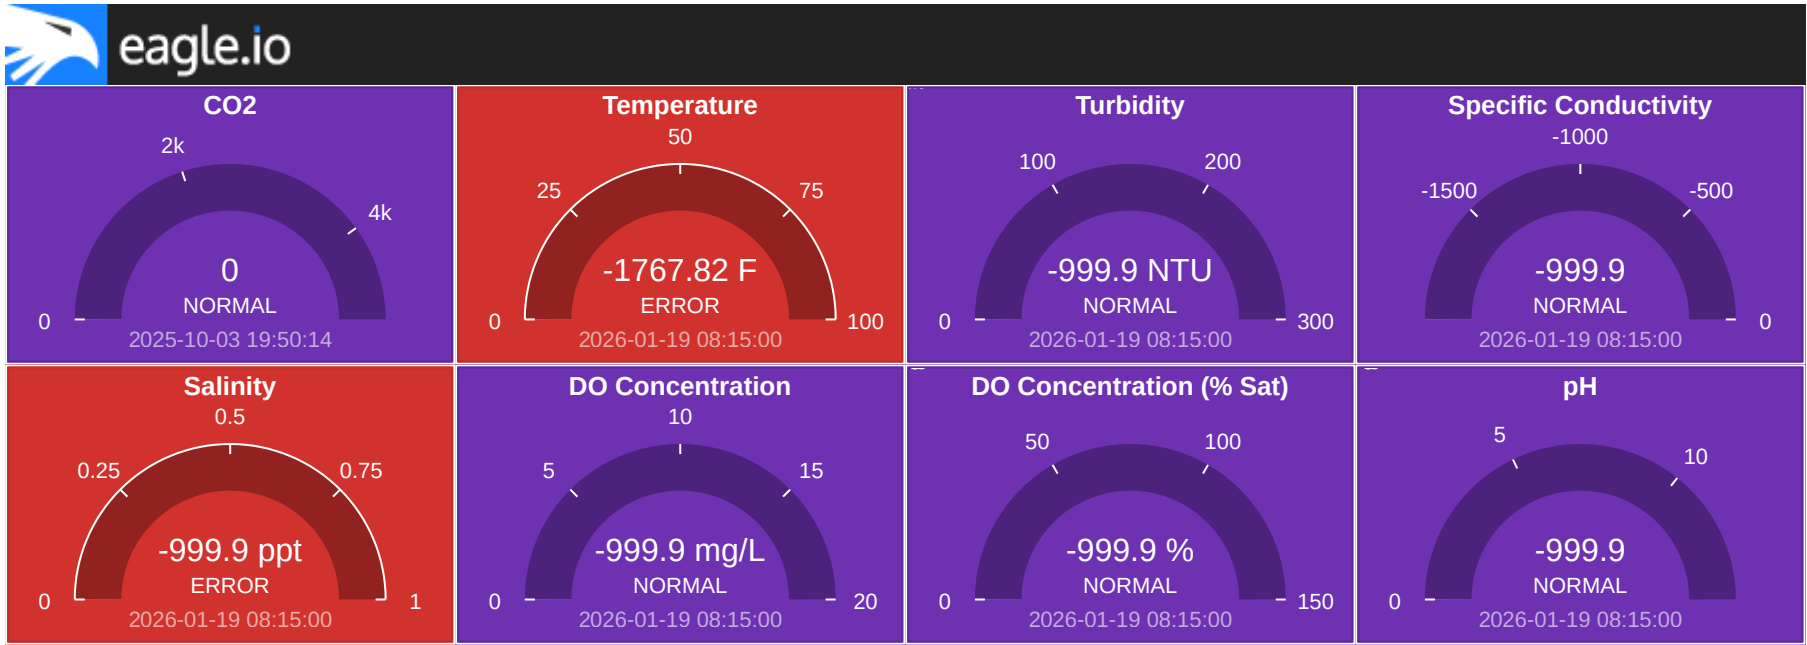 eagle.io
CO2
2k
4k
0
NORMAL
0
2025-10-03 19:50:14
Temperature
50
25
75
-1767.82 F
ERROR
0
100
2026-01-19 08:15:00
Turbidity
100
200
-999.9 NTU
NORMAL
0
300
2026-01-19 08:15:00
Specific Conductivity
-1000
-1500
-500
-999.9
NORMAL
0
2026-01-19 08:15:00
Salinity
0.5
0.25
0.75
-999.9 ppt
ERROR
0
1
2026-01-19 08:15:00
DO Concentration
10
5
15
-999.9 mg/L
NORMAL
0
20
2026-01-19 08:15:00
DO Concentration (% Sat)
50
100
-999.9 %
NORMAL
0
150
2026-01-19 08:15:00
pH
5
10
-999.9
NORMAL
0
2026-01-19 08:15:00